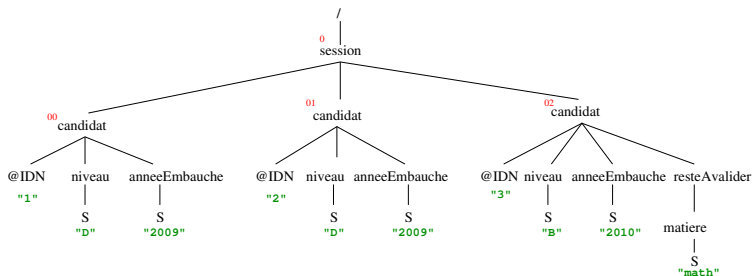 /
0
session
00 01 02
candidat candidat candidat
@IDN niveau anneeEmbauche @IDN niveau anneeEmbauche @IDN niveau anneeEmbauche resteAvalider
"1" "2" "3"
S S S S S S matiere
"D" "2009" "D" "2009" "B" "2010"
S
"math"